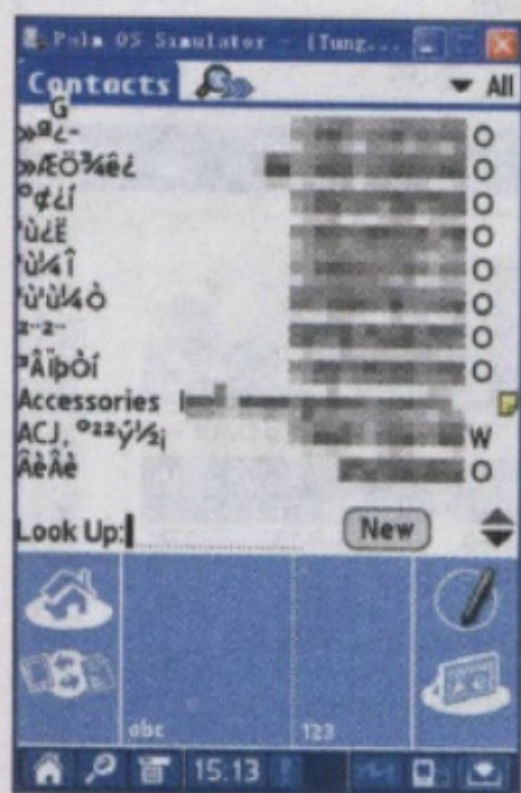 Palm OS Simulator - [Tung...
Contacts
All
G
»ª¿-
»ÆÖ¾ê¿ O
°¢¿Í O
'ù¿Ë O
'ù¼Î O
'ù'ù¼Ò O
²¨²¨ O
ªÂÏþÒí O
Accessories
ACJ, º²²ý½¡ W
ÂèÂè O
Look Up:
New
abc
123
15:13